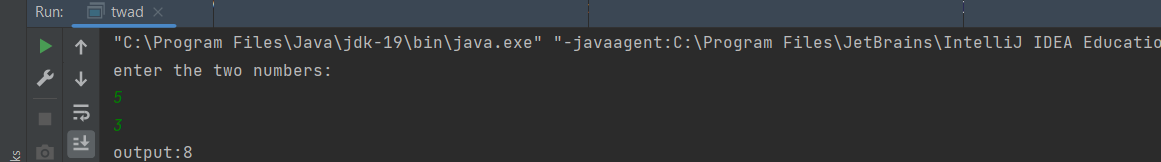 Run: twad
"C:\Program Files\Java\jdk-19\bin\java.exe" "-javaagent:C:\Program Files\JetBrains\IntelliJ IDEA Educatio
enter the two numbers:
5
3
output:8